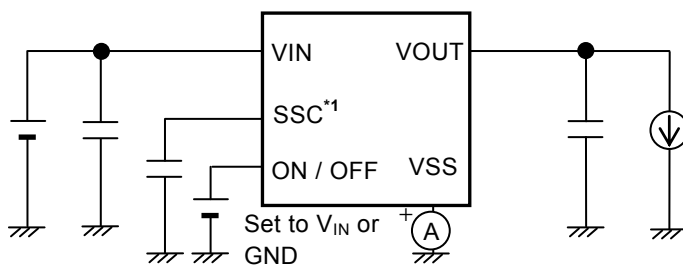 VIN VOUT
SSC*1
ON / OFF
VSS
Set to VIN or
GND
+
A